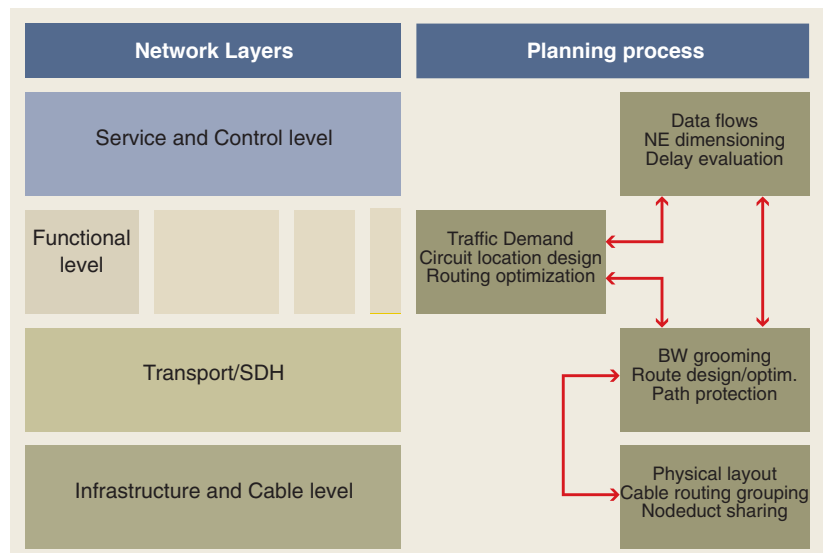 Network Layers
Planning process
Service and Control level
Data flows
NE dimensioning
Delay evaluation
Functional
level
Traffic Demand
Circuit location design
Routing optimization
Transport/SDH
BW grooming
Route design/optim.
Path protection
Infrastructure and Cable level
Physical layout
Cable routing grouping
Nodeduct sharing